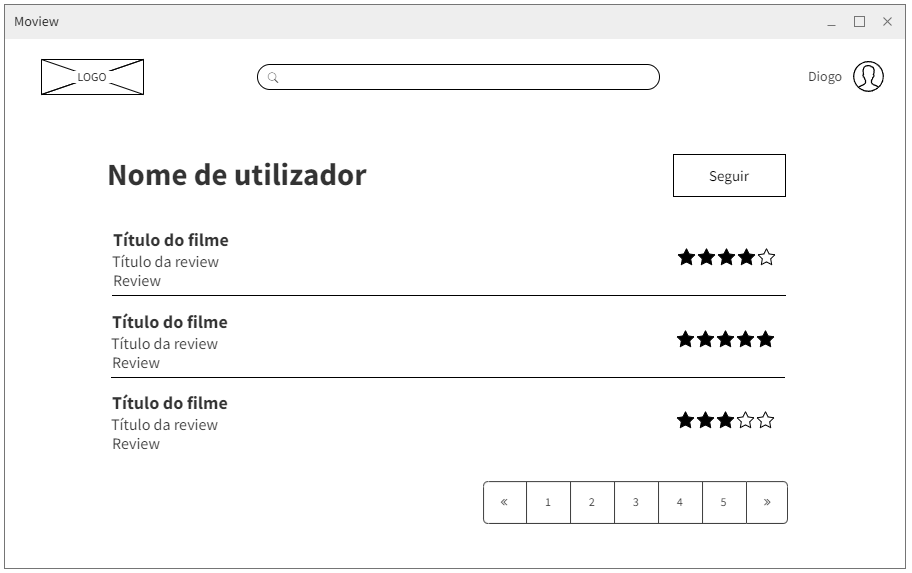 Moview
LOGO
Diogo
Nome de utilizador
Seguir
Título do filme
Título da review
Review
Título do filme
Título da review
Review
Título do filme
Título da review
Review
« 1 2 3 4 5 »